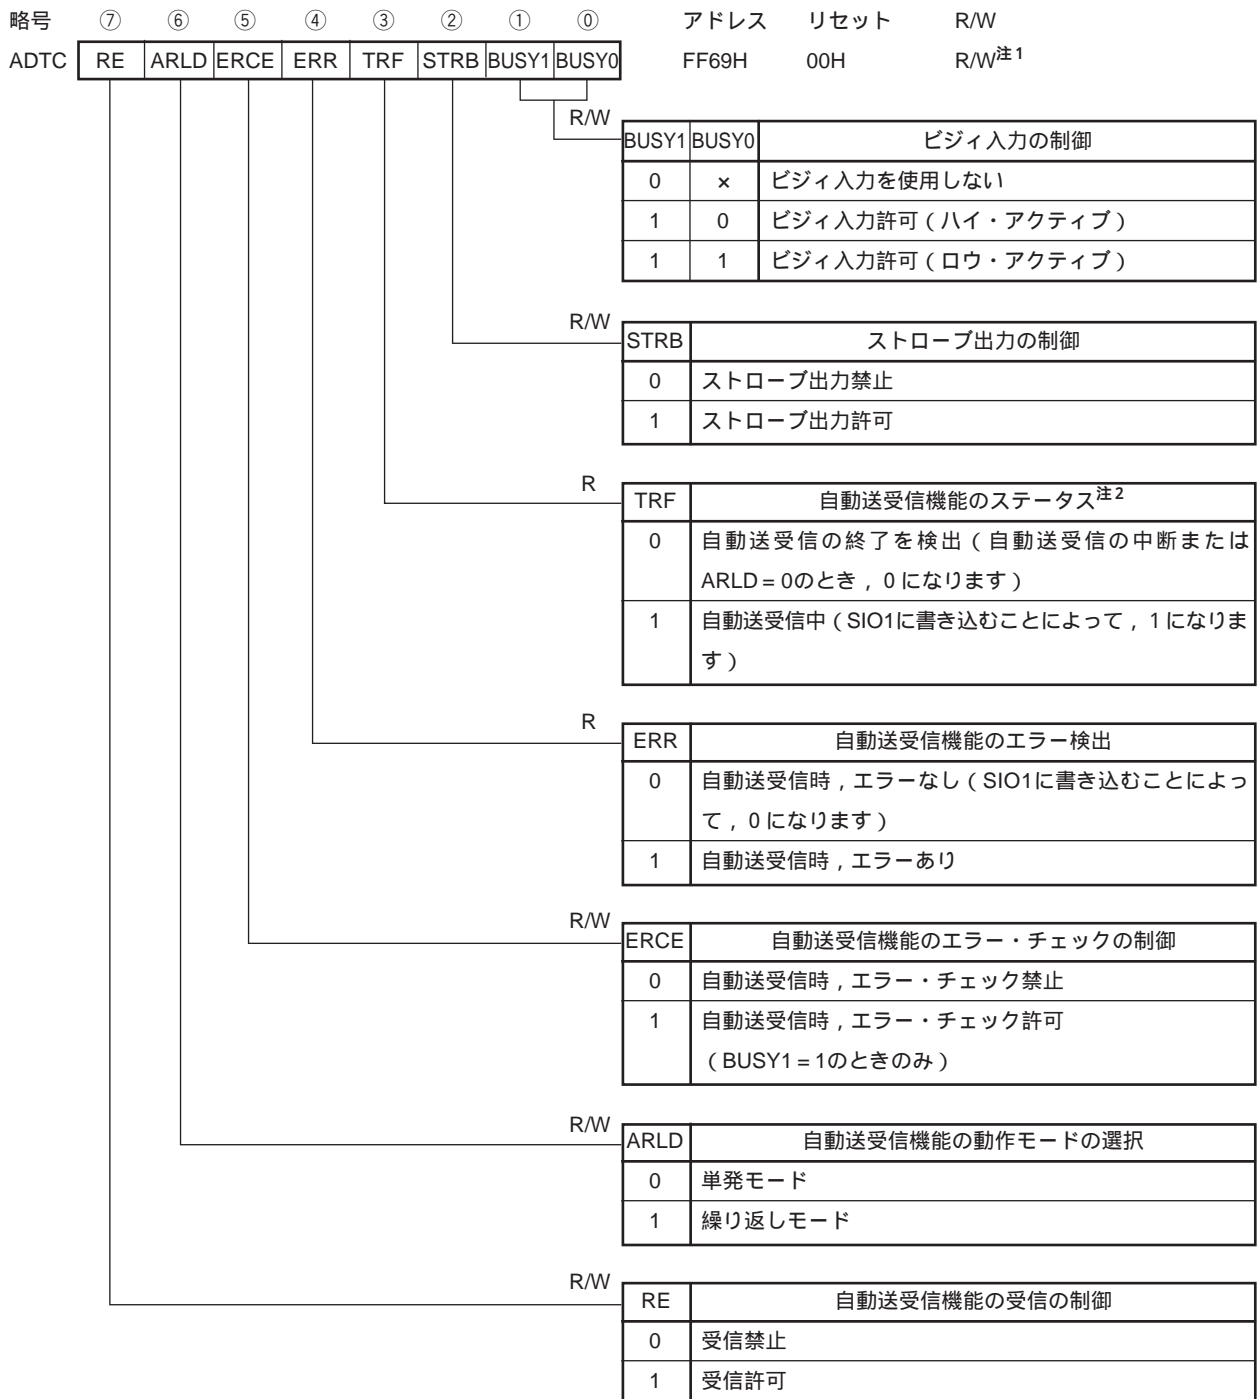 略号 ⑦ ⑥ ⑤ ④ ③ ② ① ⓪ アドレス リセット R/W
ADTC RE ARLD ERCE ERR TRF STRB BUSY1 BUSY0 FF69H 00H R/W注1
R/W
BUSY1 BUSY0 ビジィ入力の制御
0 × ビジィ入力を使用しない
1 0 ビジィ入力許可(ハイ・アクティブ)
1 1 ビジィ入力許可(ロウ・アクティブ)
R/W
STRB ストローブ出力の制御
0 ストローブ出力禁止
1 ストローブ出力許可
R
TRF 自動送受信機能のステータス注2
0 自動送受信の終了を検出(自動送受信の中断または
ARLD = 0のとき,0になります)
1 自動送受信中(SIO1に書き込むことによって,1になりま
す)
R
ERR 自動送受信機能のエラー検出
0 自動送受信時,エラーなし(SIO1に書き込むことによっ
て,0になります)
1 自動送受信時,エラーあり
R/W
ERCE 自動送受信機能のエラー・チェックの制御
0 自動送受信時,エラー・チェック禁止
1 自動送受信時,エラー・チェック許可
(BUSY1 = 1のときのみ)
R/W
ARLD 自動送受信機能の動作モードの選択
0 単発モード
1 繰り返しモード
R/W
RE 自動送受信機能の受信の制御
0 受信禁止
1 受信許可